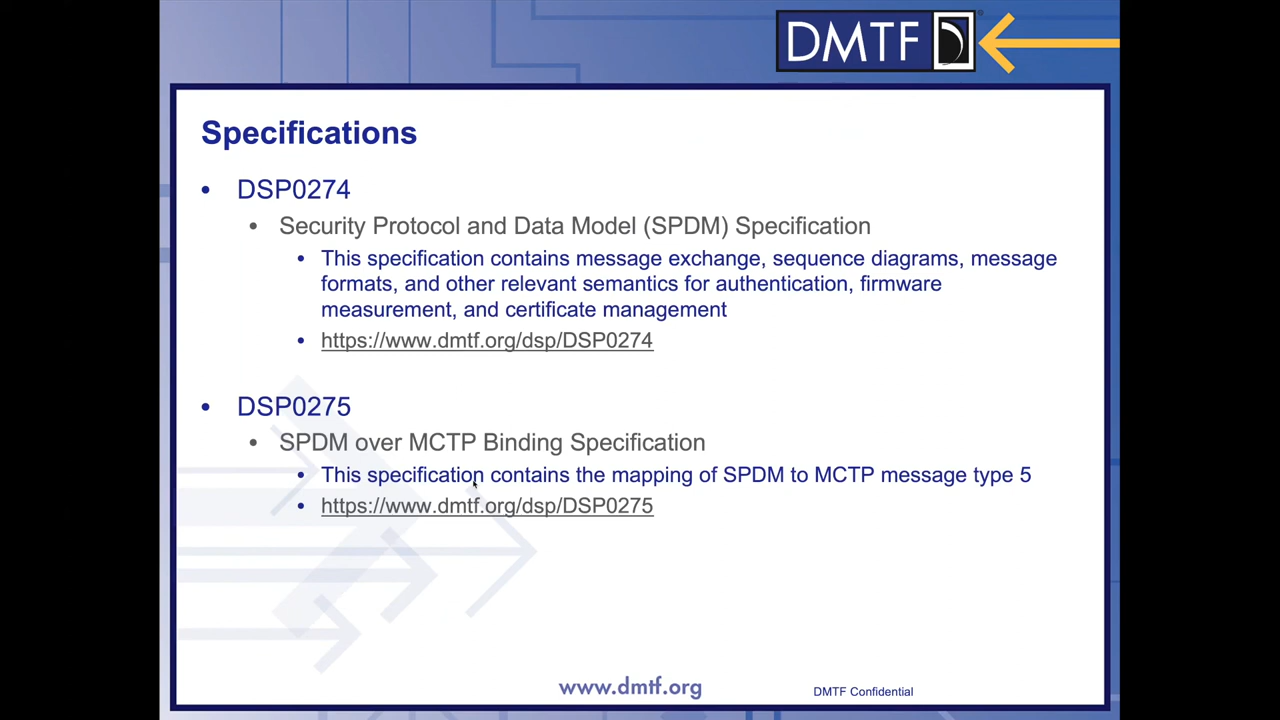 DMTF
Specifications
• DSP0274
• Security Protocol and Data Model (SPDM) Specification
• This specification contains message exchange, sequence diagrams, message
formats, and other relevant semantics for authentication, firmware
measurement, and certificate management
• https://www.dmtf.org/dsp/DSP0274
• DSP0275
• SPDM over MCTP Binding Specification
• This specification contains the mapping of SPDM to MCTP message type 5
• https://www.dmtf.org/dsp/DSP0275
www.dmtf.org
DMTF Confidential